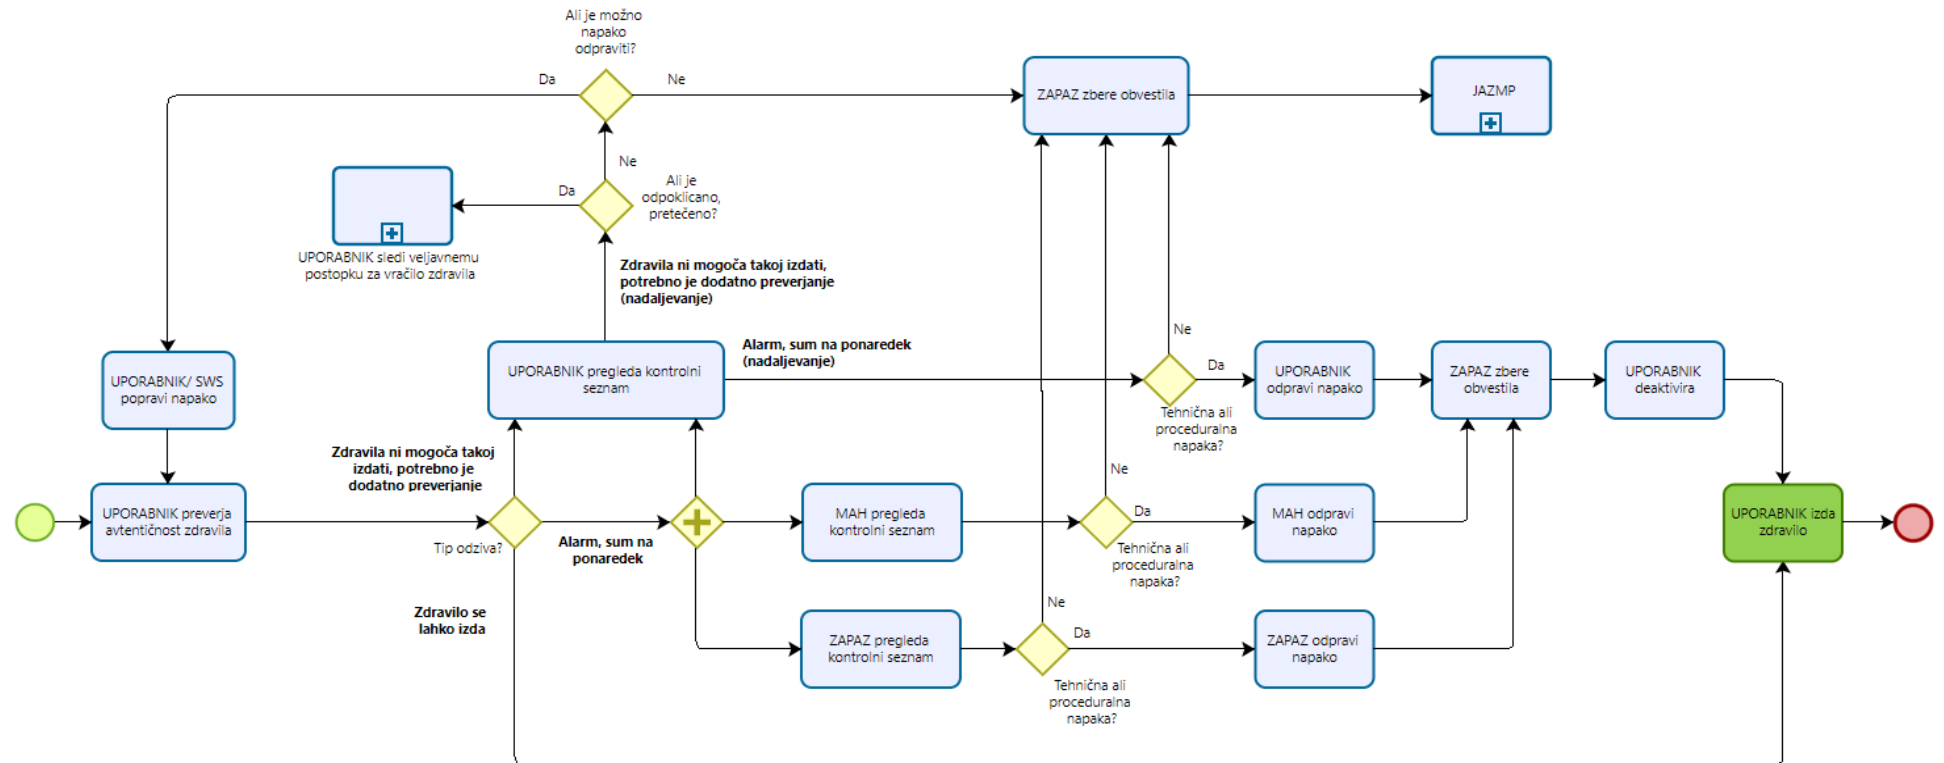 Ali je možno
napako
odpraviti?
Da
Ne
ZAPAZ zbere obvestila
JAZMP
Ne
Da
Ali je
odpoklicano,
pretečeno?
UPORABNIK sledi veljavnemu
postopku za vračilo zdravila
Zdravila ni mogoča takoj izdati,
potrebno je dodatno preverjanje
(nadaljevanje)
UPORABNIK/ SWS
popravi napako
UPORABNIK pregleda kontrolni
seznam
Alarm, sum na ponaredek
(nadaljevanje)
Ne
Da
Tehnična ali
proceduralna
napaka?
UPORABNIK
odpravi napako
ZAPAZ zbere
obvestila
UPORABNIK
deaktivira
Zdravila ni mogoča takoj
izdati, potrebno je
dodatno preverjanje
UPORABNIK preverja
avtentičnost zdravila
Tip odziva?
Alarm, sum na
ponaredek
MAH pregleda
kontrolni seznam
Ne
Da
Tehnična ali
proceduralna
napaka?
MAH odpravi
napako
UPORABNIK izda
zdravilo
Zdravilo se
lahko izda
ZAPAZ pregleda
kontrolni seznam
Ne
Da
Tehnična ali
proceduralna
napaka?
ZAPAZ odpravi
napako